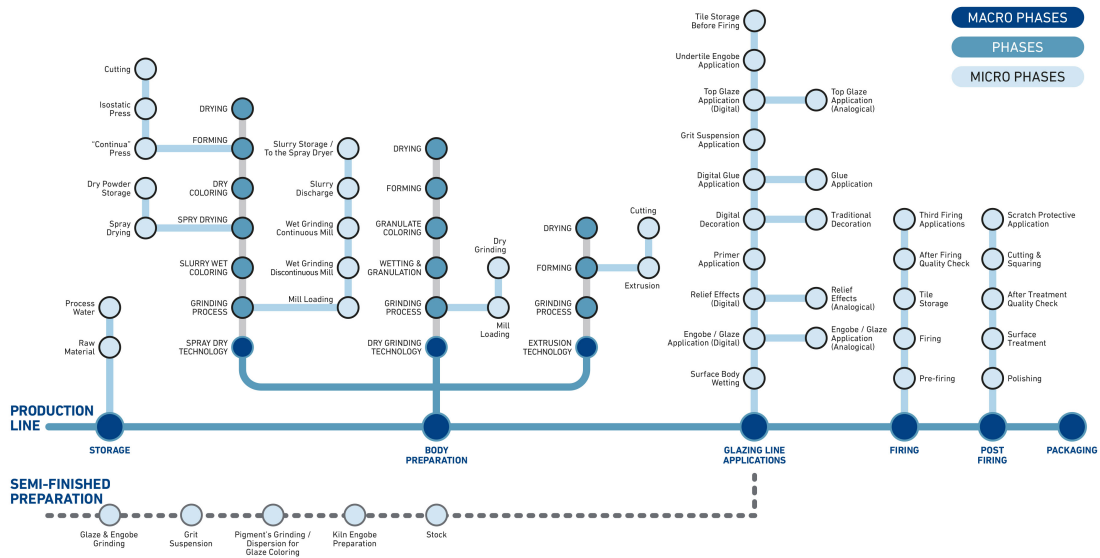 MACRO PHASES
PHASES
MICRO PHASES
Cutting
Isostatic
Press
"Continua"
Press
Dry Powder
Storage
Spray
Drying
Process
Water
Raw
Material
DRYING
FORMING
DRY
COLORING
SPRY DRYING
SLURRY WET
COLORING
GRINDING
PROCESS
SPRAY DRY
TECHNOLOGY
Slurry Storage /
To the Spray Dryer
Slurry
Discharge
Wet Grinding
Continuous Mill
Wet Grinding
Discontinuous Mill
Mill Loading
DRYING
FORMING
GRANULATE
COLORING
WETTING &
GRANULATION
GRINDING
PROCESS
DRY GRINDING
TECHNOLOGY
Dry
Grinding
Mill
Loading
DRYING
FORMING
GRINDING
PROCESS
EXTRUSION
TECHNOLOGY
Cutting
Extrusion
Tile Storage
Before Firing
Undertile Engobe
Application
Top Glaze
Application
(Digital)
Top Glaze
Application
(Analogical)
Grit Suspension
Application
Digital Glue
Application
Glue
Application
Digital
Decoration
Traditional
Decoration
Primer
Application
Relief Effects
(Digital)
Relief
Effects
(Analogical)
Engobe / Glaze
Application (Digital)
Engobe / Glaze
Application
(Analogical)
Surface Body
Wetting
Third Firing
Applications
After Firing
Quality Check
Tile
Storage
Firing
Pre-firing
Scratch Protective
Application
Cutting &
Squaring
After Treatment
Quality Check
Surface
Treatment
Polishing
PRODUCTION
LINE
STORAGE
BODY
PREPARATION
GLAZING LINE
APPLICATIONS
FIRING
POST
FIRING
PACKAGING
SEMI-FINISHED
PREPARATION
Glaze & Engobe
Grinding
Grit
Suspension
Pigment's Grinding /
Dispersion for
Glaze Coloring
Kiln Engobe
Preparation
Stock